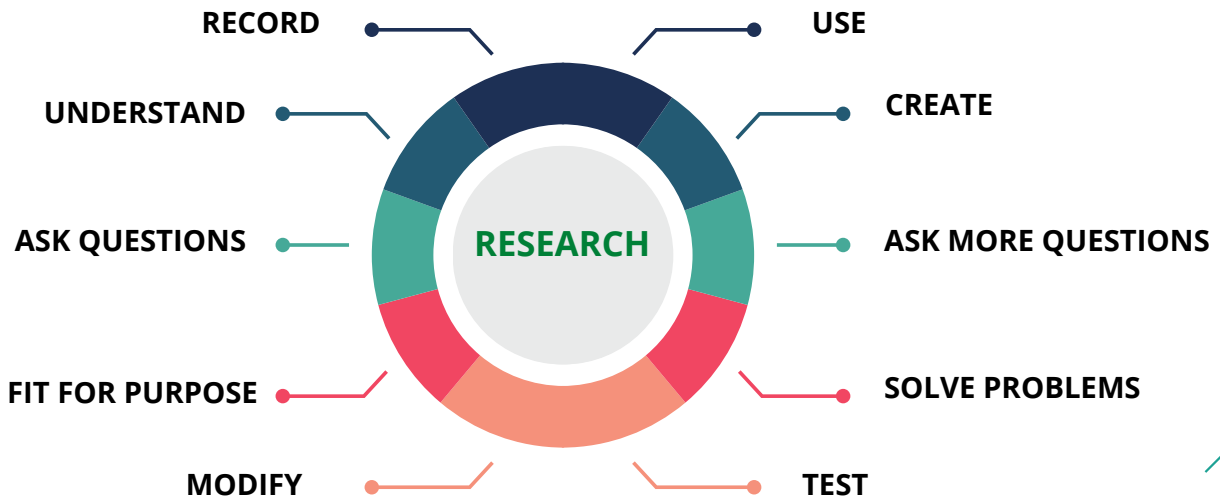 RECORD
USE
UNDERSTAND
CREATE
ASK QUESTIONS
RESEARCH
ASK MORE QUESTIONS
FIT FOR PURPOSE
SOLVE PROBLEMS
MODIFY
TEST